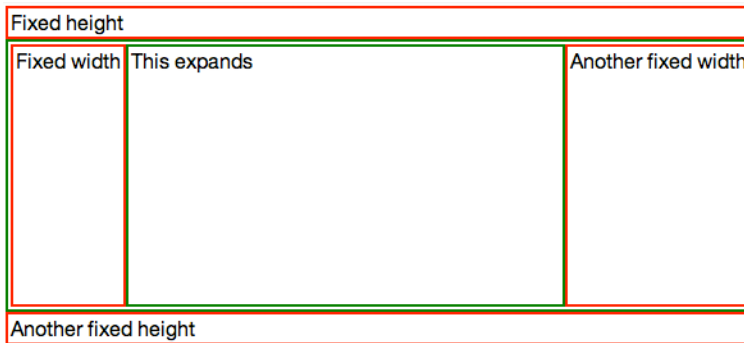 Fixed height
Fixed width
This expands
Another fixed width
Another fixed height